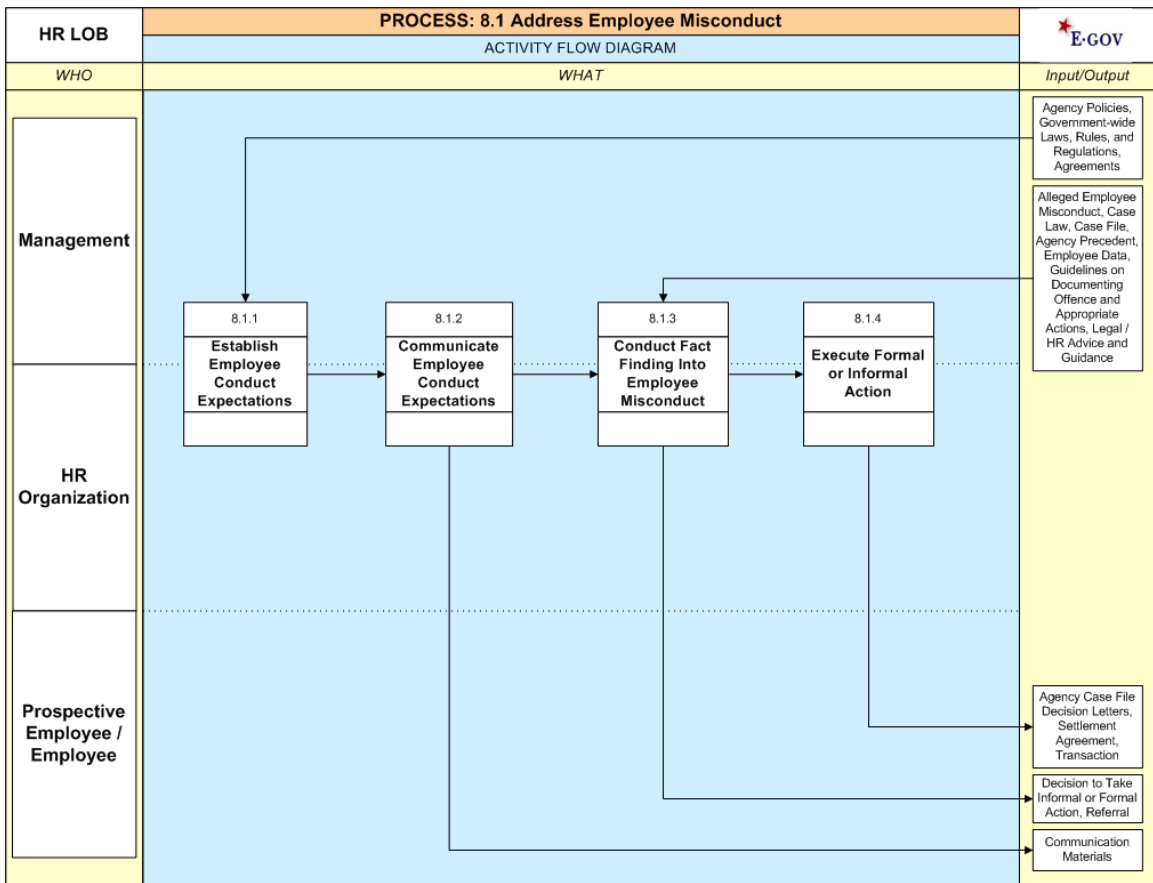 HR LOB
PROCESS: 8.1 Address Employee Misconduct
ACTIVITY FLOW DIAGRAM
E·GOV
WHO
WHAT
Input/Output
Management
HR
Organization
Prospective
Employee /
Employee
8.1.1
Establish
Employee
Conduct
Expectations
8.1.2
Communicate
Employee
Conduct
Expectations
8.1.3
Conduct Fact
Finding Into
Employee
Misconduct
8.1.4
Execute Formal
or Informal
Action
Agency Policies,
Government-wide
Laws, Rules, and
Regulations,
Agreements
Alleged Employee
Misconduct, Case
Law, Case File,
Agency Precedent,
Employee Data,
Guidelines on
Documenting
Offence and
Appropriate
Actions, Legal /
HR Advice and
Guidance
Agency Case File
Decision Letters,
Settlement
Agreement,
Transaction
Decision to Take
Informal or Formal
Action, Referral
Communication
Materials